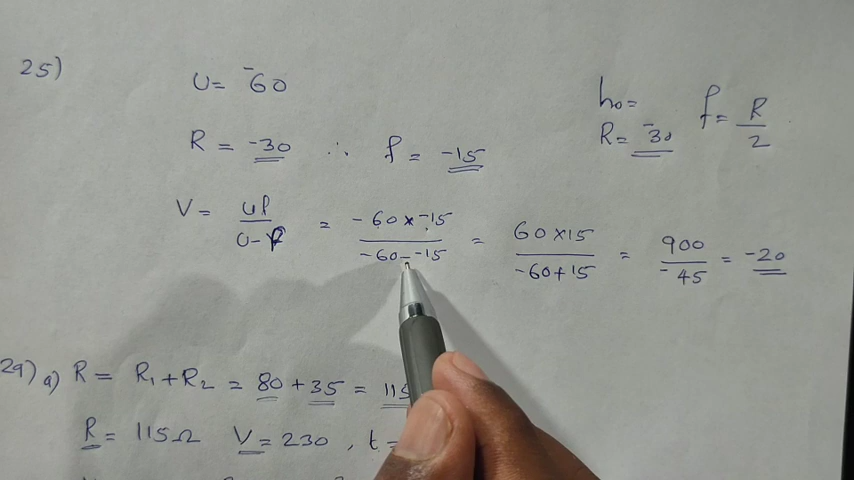 25)
U= -60
h₀=
f = R/2
R = -30 ∴ f = -15
R= -30
V= uf/u-f = -60×-15/-60--15 = 60×15/-60+15 = 900/-45 = -20
29) a) R = R₁+R₂ = 80 + 35 = 115
R = 115Ω V= 230 , t=